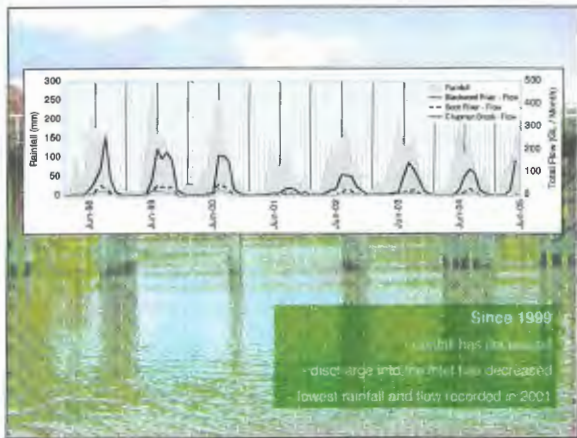 300
250
200
150
100
50
0
Rainfall (mm)
Rainfall
Blackwood River - Flow
Scott River - Flow
Chapman Brook - Flow
500
400
300
200
100
0
Total Flow (GL / Month)
Jun-98
Jun-99
Jun-00
Jun-01
Jun-02
Jun-03
Jun-04
Jun-05
Since 1999
- rainfall has decreased
- discharge into the inlet has decreased
- lowest rainfall and flow recorded in 2001